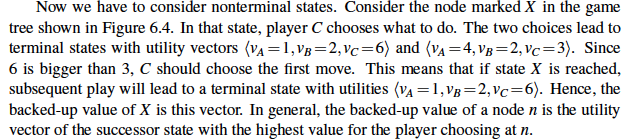 Now we have to consider nonterminal states. Consider the node marked X in the game
tree shown in Figure 6.4. In that state, player C chooses what to do. The two choices lead to
terminal states with utility vectors ⟨vA=1,vB=2,vC=6⟩ and ⟨vA=4,vB=2,vC=3⟩. Since
6 is bigger than 3, C should choose the first move. This means that if state X is reached,
subsequent play will lead to a terminal state with utilities ⟨vA=1,vB=2,vC=6⟩. Hence, the
backed-up value of X is this vector. In general, the backed-up value of a node n is the utility
vector of the successor state with the highest value for the player choosing at n.